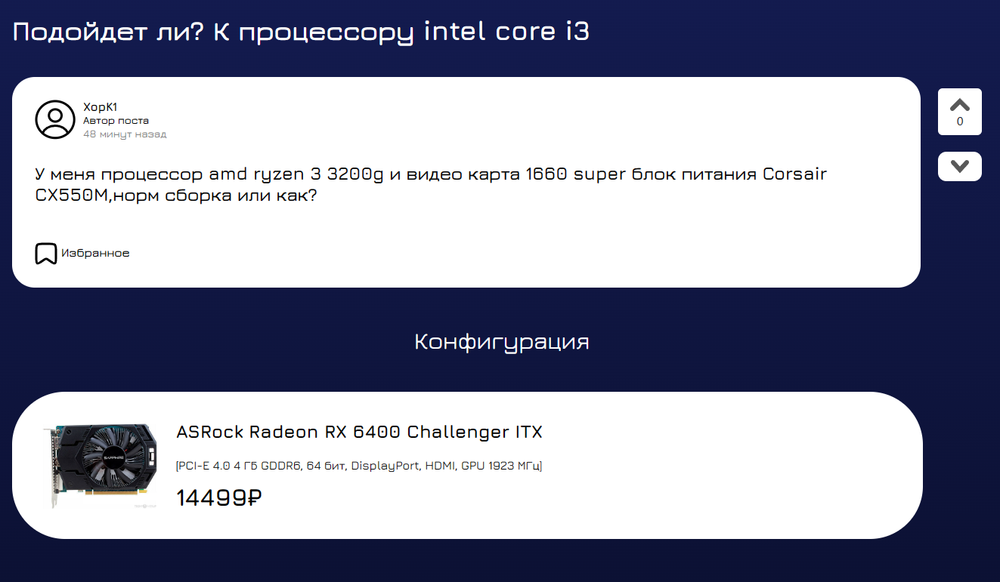 Подойдет ли? К процессору intel core i3
XopK1
Автор поста
48 минут назад
0
У меня процессор amd ryzen 3 3200g и видео карта 1660 super блок питания Corsair
CX550M,норм сборка или как?
Избранное
Конфигурация
ASRock Radeon RX 6400 Challenger ITX
[PCI-E 4.0 4 ГБ GDDR6, 64 бит, DisplayPort, HDMI, GPU 1923 МГц]
SAPPHIRE
14499₽